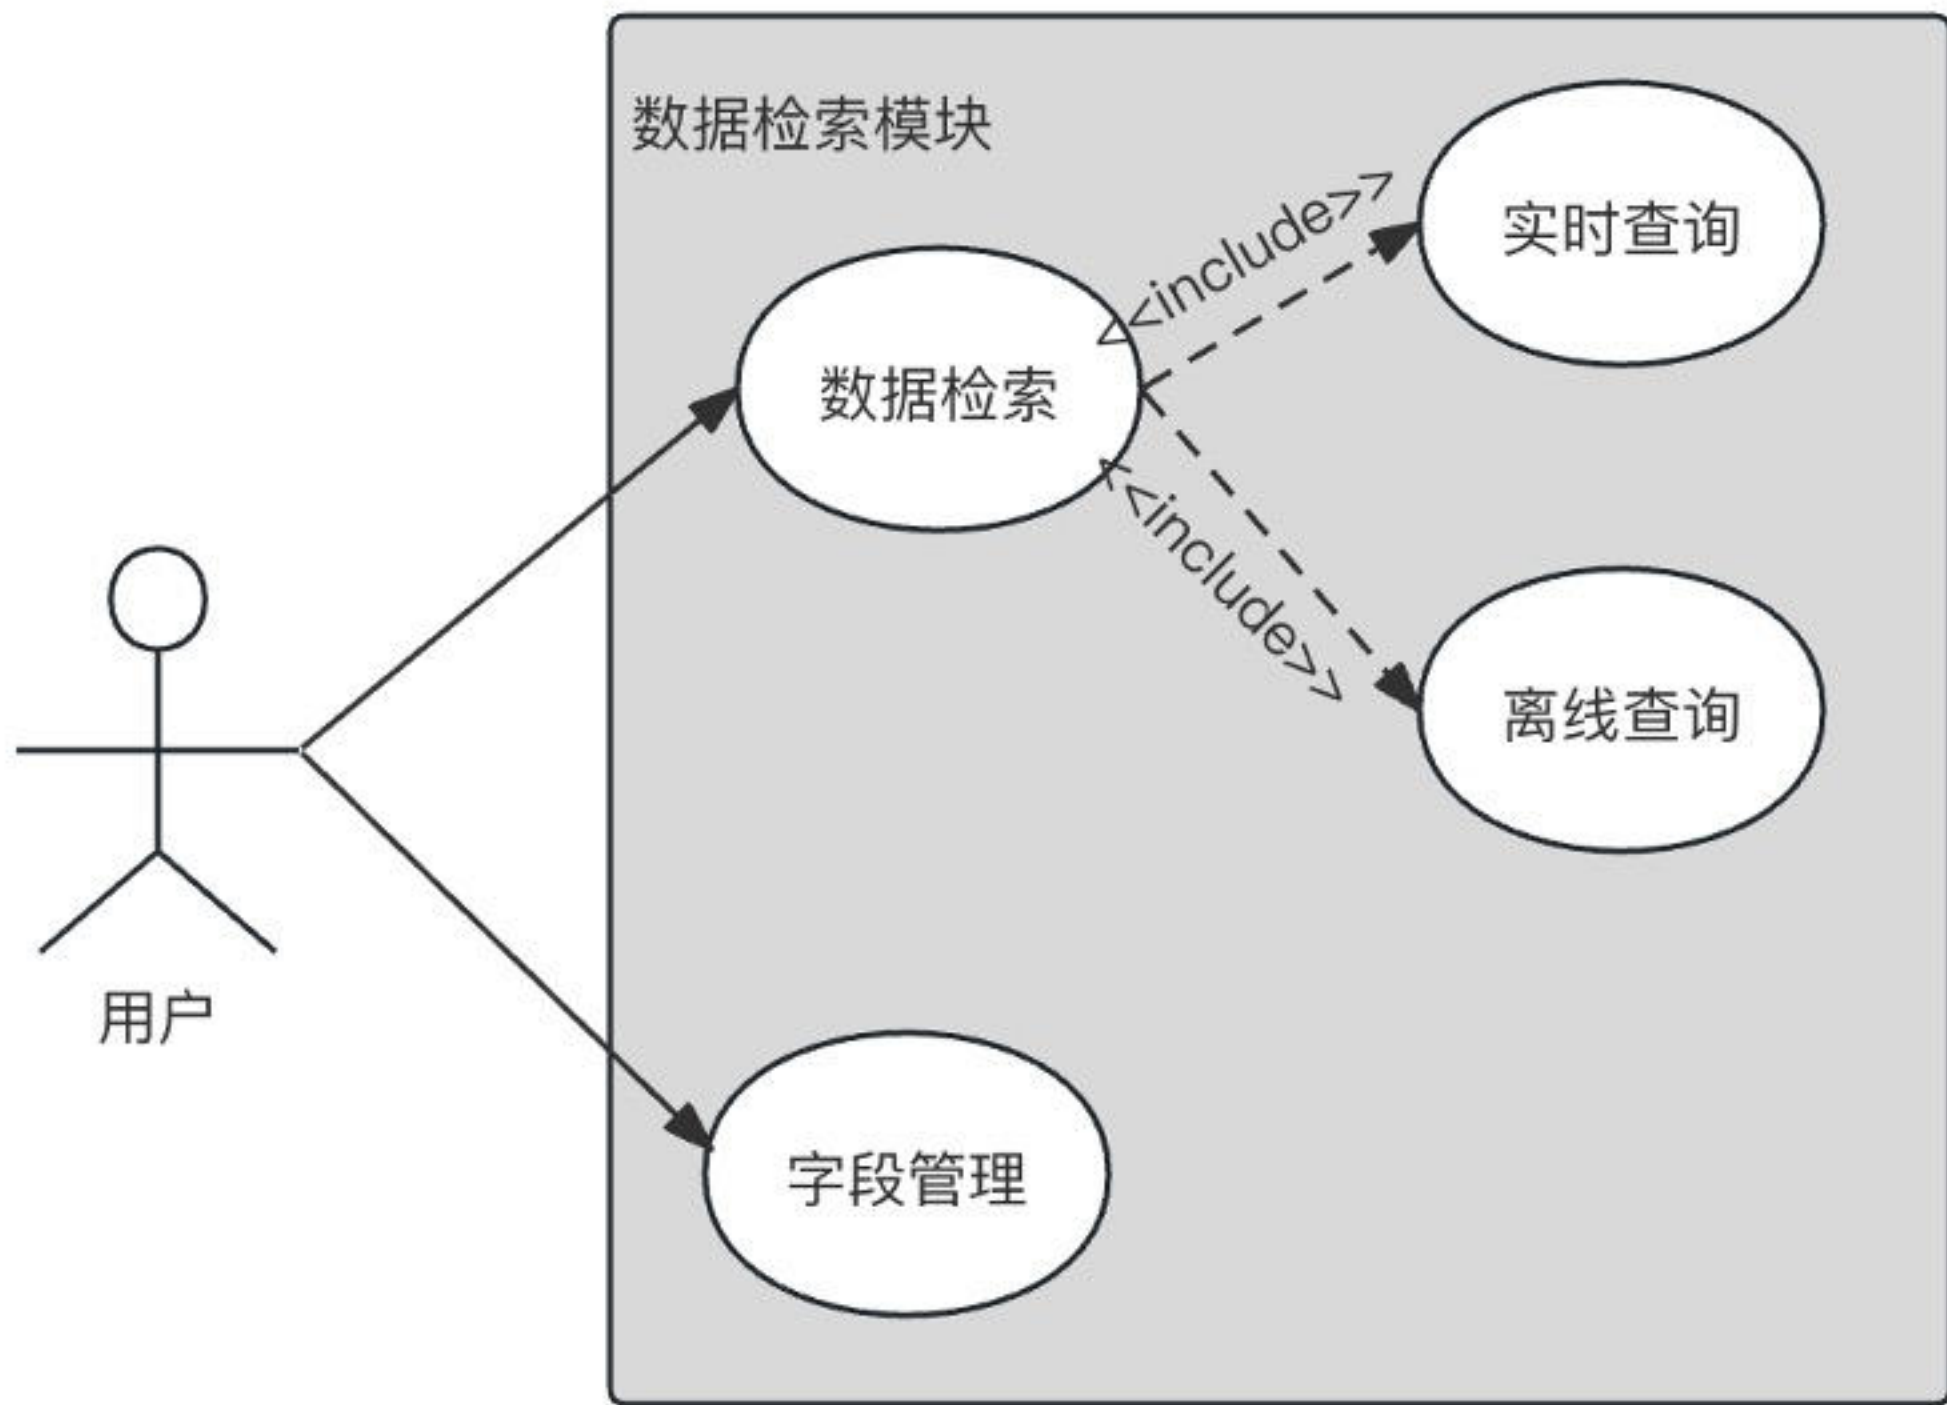 数据检索模块
<<include>>
实时查询
数据检索
<<include>>
离线查询
用户
字段管理